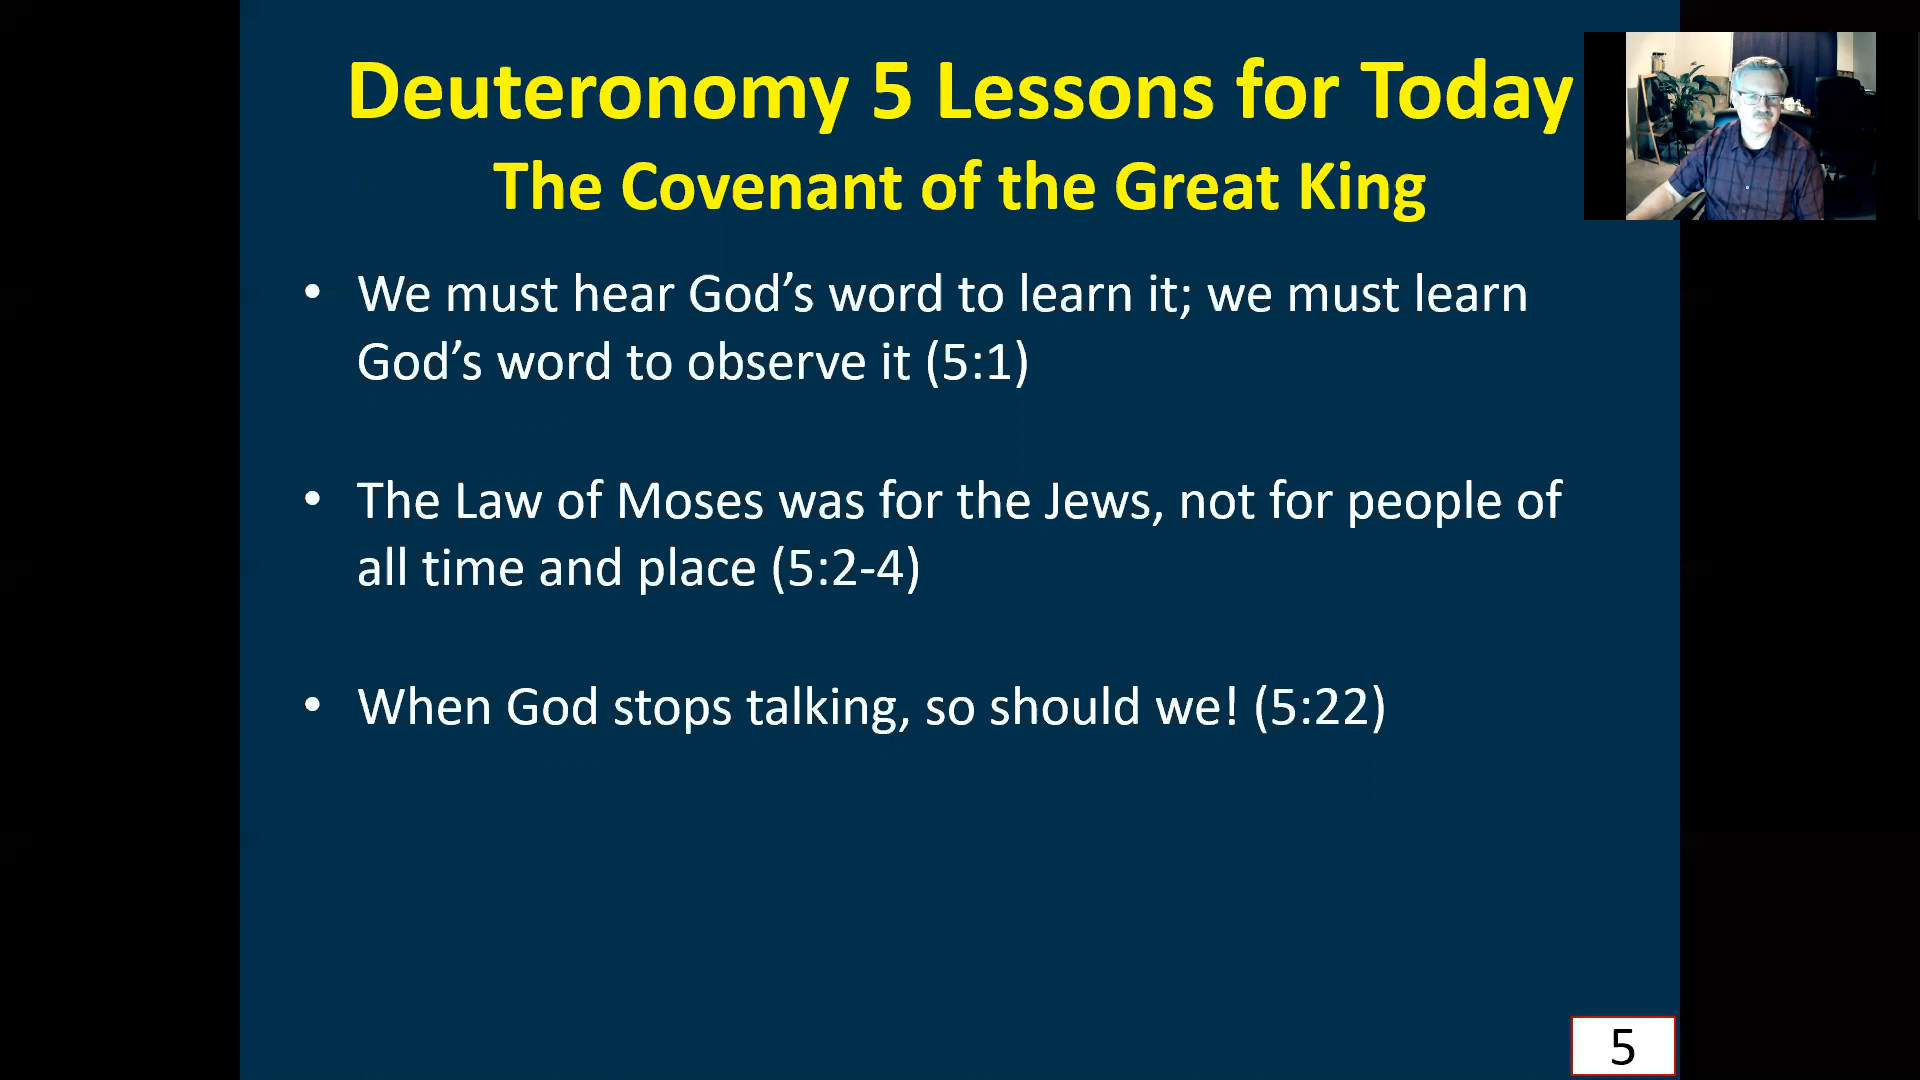 Deuteronomy 5 Lessons for Today
The Covenant of the Great King
• We must hear God’s word to learn it; we must learn
God’s word to observe it (5:1)
• The Law of Moses was for the Jews, not for people of
all time and place (5:2-4)
• When God stops talking, so should we! (5:22)
5